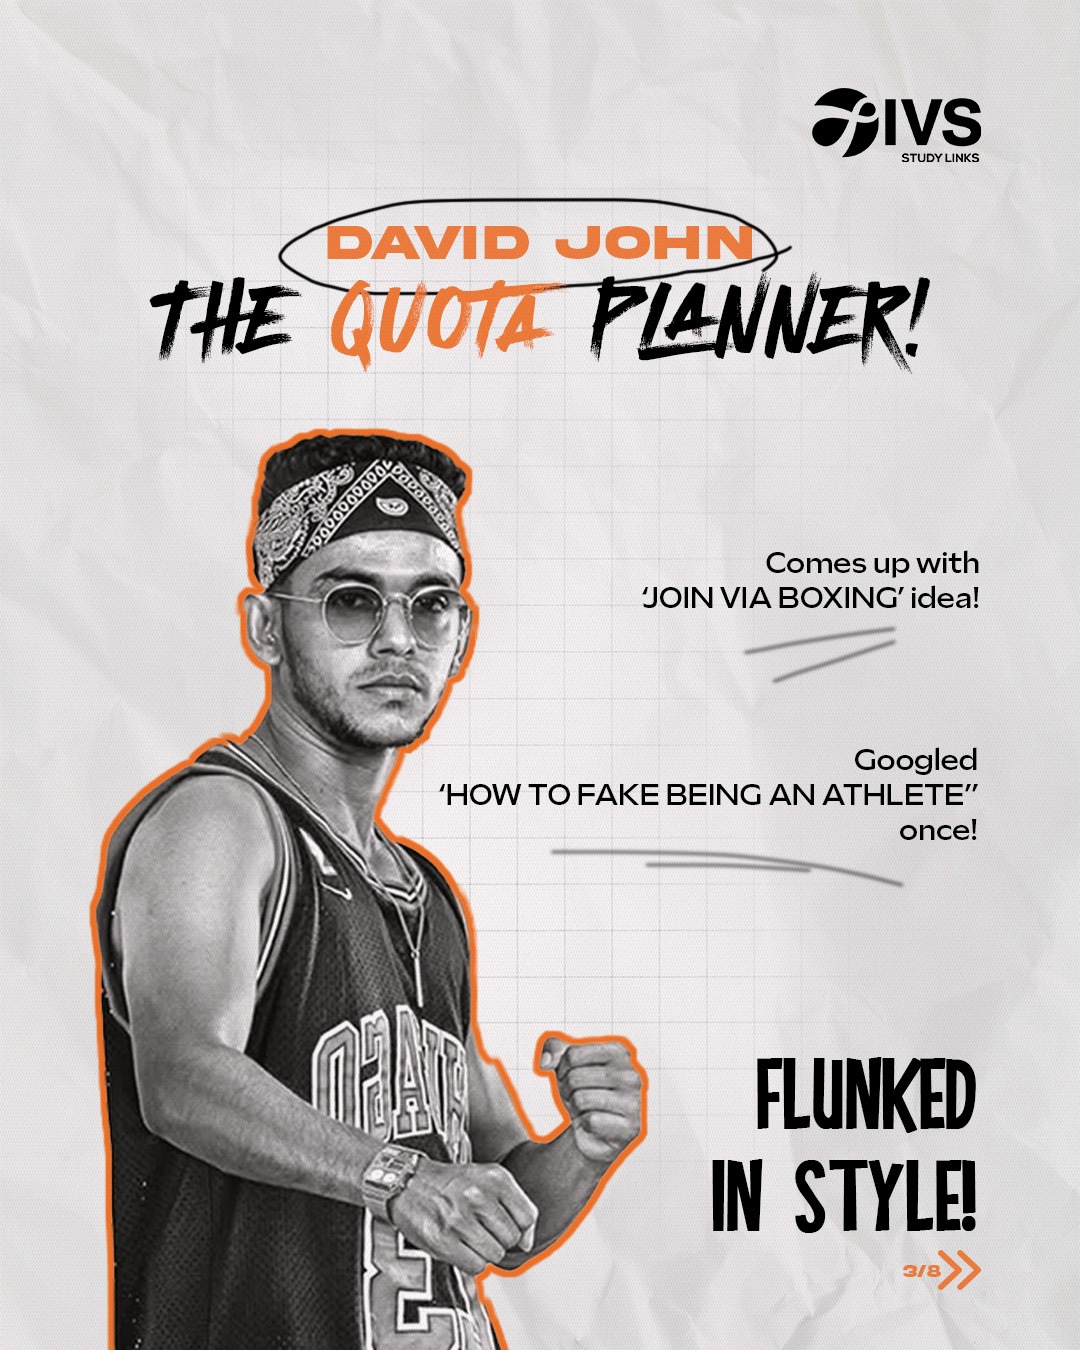 IVS
STUDY LINKS
DAVID JOHN
THE QUOTA PLANNER!
Comes up with
‘JOIN VIA BOXING’ idea!
Googled
‘HOW TO FAKE BEING AN ATHLETE’’
once!
FLUNKED
IN STYLE!
3/8